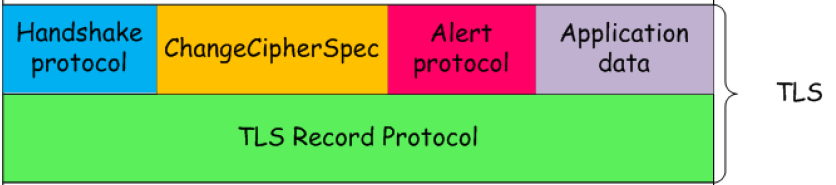 Handshake
protocol
ChangeCipherSpec
Alert
protocol
Application
data
TLS
TLS Record Protocol